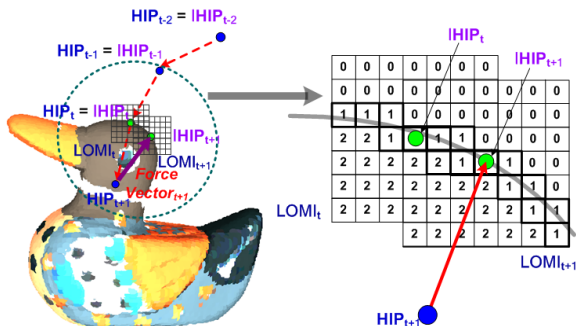 HIPt-2 = IHIPt-2
HIPt-1 = IHIPt-1
HIPt = IHIPt
IHIPt+1
LOMIt
LOMIt+1
Force
Vectort+1
HIPt+1
IHIPt
IHIPt+1
0 0 0 0 0 0 0
0 0 0 0 0 0 0
1 1 1 0 0 0 0 0 0 0
2 2 1 1 1 0 0 0 0
2 2 2 2 2 1 1 0 0
2 2 2 2 2 2 2 1 1 0
2 2 2 2 2 2 2 2 1 1
2 2 2 2 2 2 1
LOMIt
LOMIt+1
HIPt+1